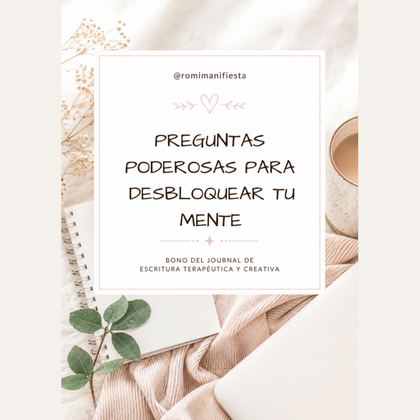 @romimanifiesta
PREGUNTAS
PODEROSAS PARA
DESBLOQUEAR TU
MENTE
BONO DEL JOURNAL DE
ESCRITURA TERAPÉUTICA Y CREATIVA